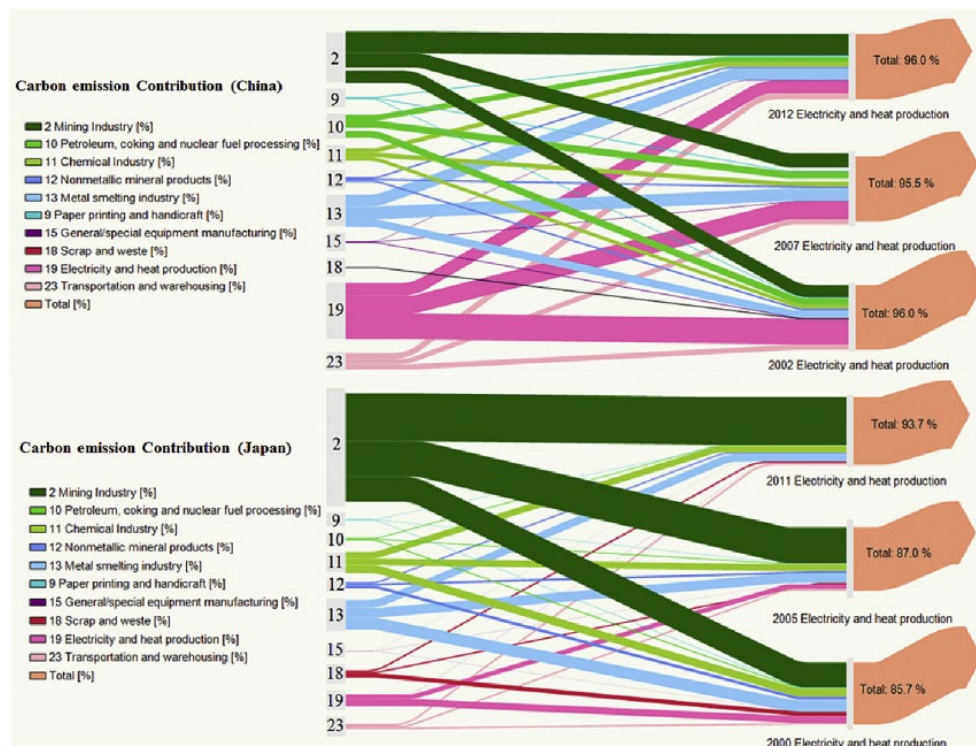 Carbon emission Contribution (China)
2 Mining Industry [%]
10 Petroleum, coking and nuclear fuel processing [%]
11 Chemical Industry [%]
12 Nonmetallic mineral products [%]
13 Metal smelting industry [%]
9 Paper printing and handicraft [%]
15 General/special equipment manufacturing [%]
18 Scrap and weste [%]
19 Electricity and heat production [%]
23 Transportation and warehousing [%]
Total [%]
2
9
10
11
12
13
15
18
19
23
Total: 96.0 %
2012 Electricity and heat production
Total: 95.5 %
2007 Electricity and heat production
Total: 96.0 %
2002 Electricity and heat production
Carbon emission Contribution (Japan)
2 Mining Industry [%]
10 Petroleum, coking and nuclear fuel processing [%]
11 Chemical Industry [%]
12 Nonmetallic mineral products [%]
13 Metal smelting industry [%]
9 Paper printing and handicraft [%]
15 General/special equipment manufacturing [%]
18 Scrap and weste [%]
19 Electricity and heat production [%]
23 Transportation and warehousing [%]
Total [%]
2
9
10
11
12
13
15
18
19
23
Total: 93.7 %
2011 Electricity and heat production
Total: 87.0 %
2005 Electricity and heat production
Total: 85.7 %
2000 Electricity and heat production